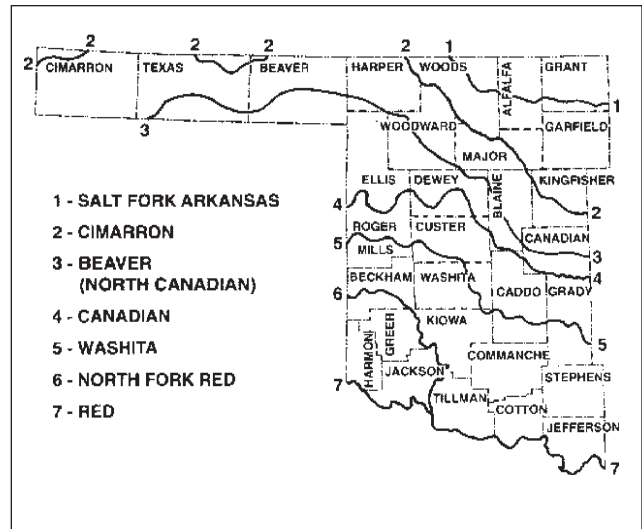 2 2 2 2 1
2 CIMARRON TEXAS BEAVER HARPER WOODS ALFALFA GRANT
3 1
WOODWARD GARFIELD
MAJOR
ELLIS DEWEY BLAINE KINGFISHER
4 2
ROGER MILLS CUSTER CANADIAN
5 3
4
BECKHAM WASHITA CADDO GRADY
6 KIOWA
5
HARMON GREER COMMANCHE
JACKSON STEPHENS
7 TILLMAN COTTON
JEFFERSON
7
1 - SALT FORK ARKANSAS
2 - CIMARRON
3 - BEAVER
(NORTH CANADIAN)
4 - CANADIAN
5 - WASHITA
6 - NORTH FORK RED
7 - RED